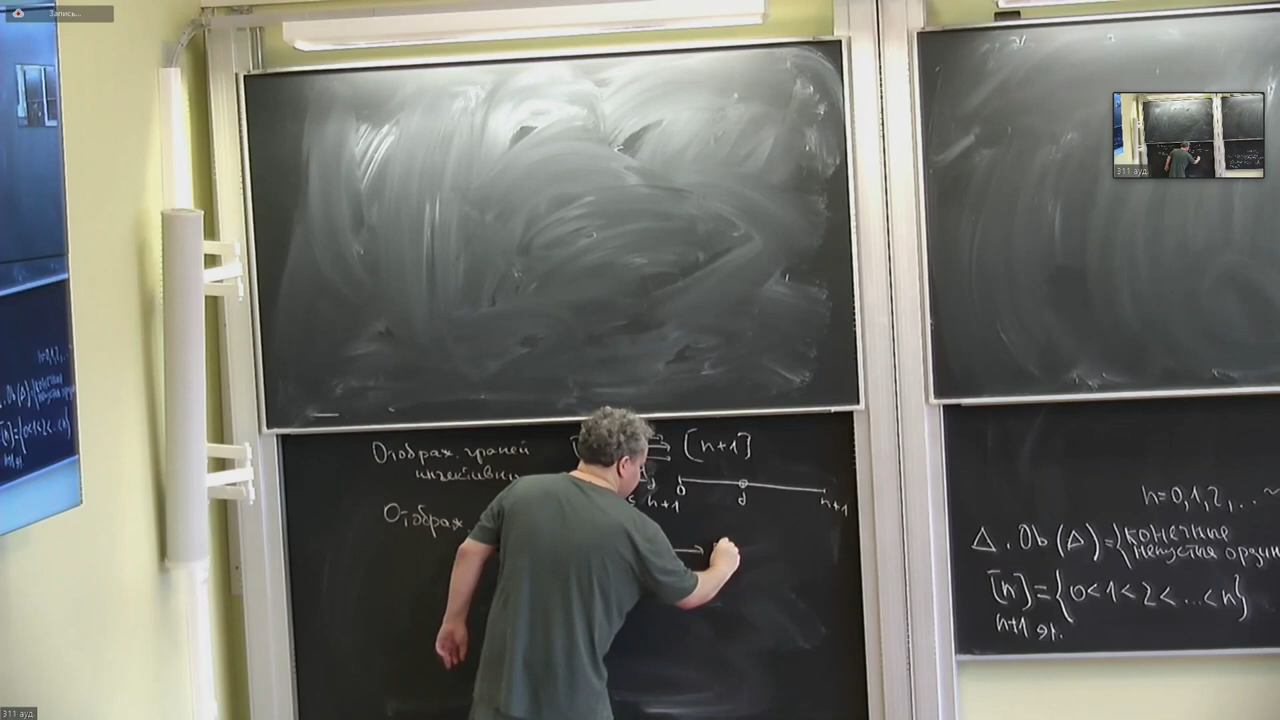 Запись...
Отображ. граней [n+1]
инъективн
0 j n+1
n+1
Отображ.
n=0,1,2,...
Δ. Ob(Δ)={конечные
непустые ордин
[n]={0<1<2<...<n}
n+1 эл.
311 ауд.
311 ауд.